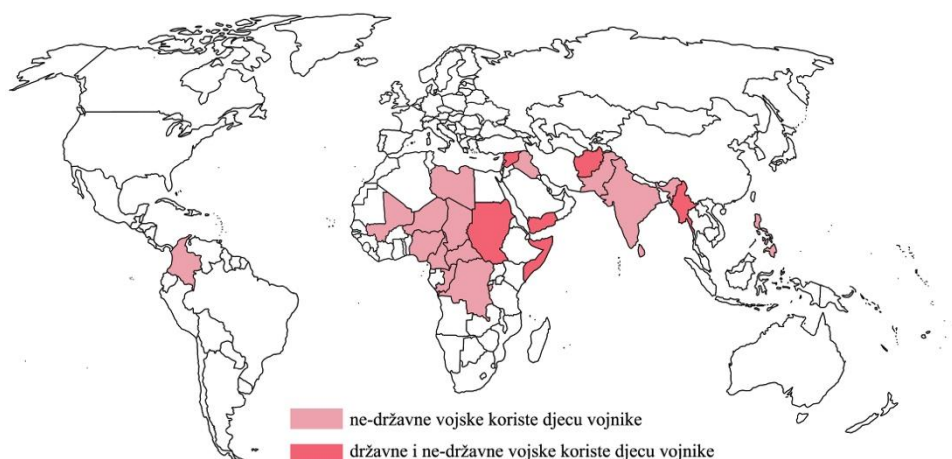 ne-državne vojske koriste djecu vojnike
državne i ne-državne vojske koriste djecu vojnike